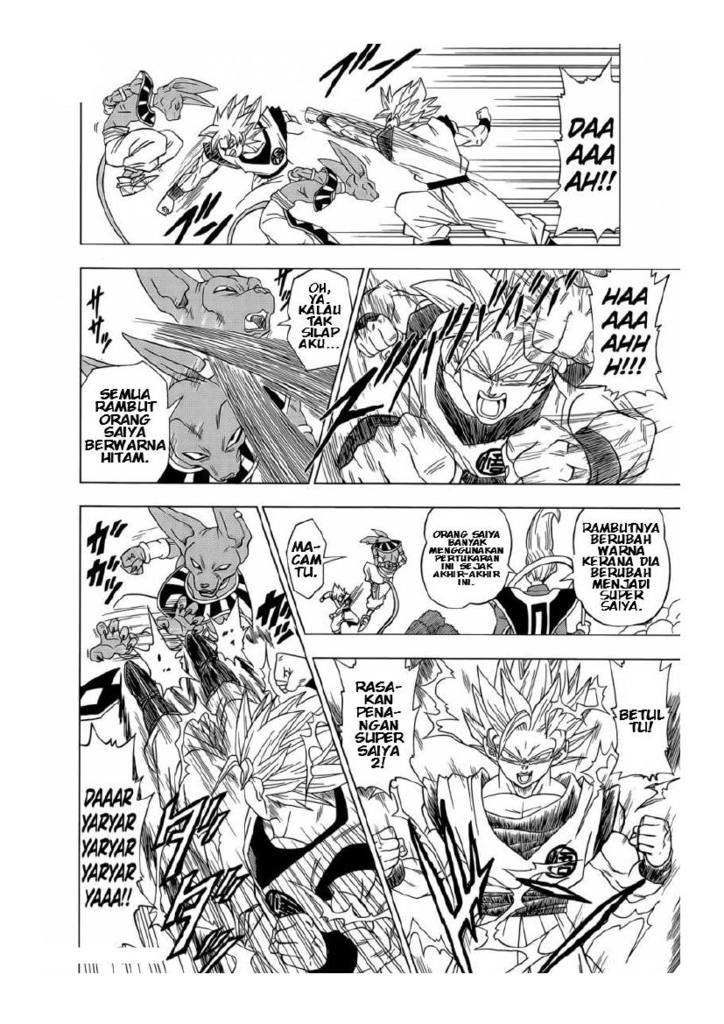 DAA
AAA
AH!!
HAA
AAA
AHH
H!!!
OH,
YA.
KALAU
TAK
SILAP
AKU...
SEMUA
RAMBUT
ORANG
SAIYA
BERWARNA
HITAM.
RAMBUTNYA
BERUBAH
WARNA
KERANA DIA
BERUBAH
MENJADI
SUPER
SAIYA.
ORANG SAIYA
BANYAK
MENGGUNAKAN
PERTUKARAN
INI SEJAK
AKHIR-AKHIR
INI.
MA-
CAM
TU.
BETUL
TU!
RASA-
KAN
PENA-
NGAN
SUPER
SAIYA
2!
DAAAR
YARYAR
YARYAR
YARYAR
YAAA!!